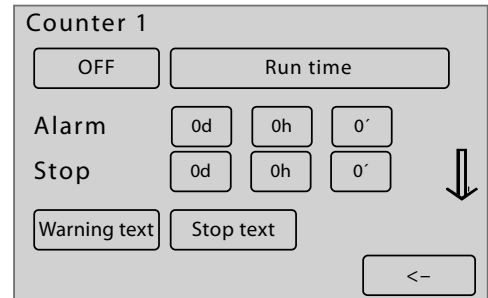 Counter 1
OFF Run time
Alarm 0d 0h 0´
Stop 0d 0h 0´
Warning text Stop text
<–